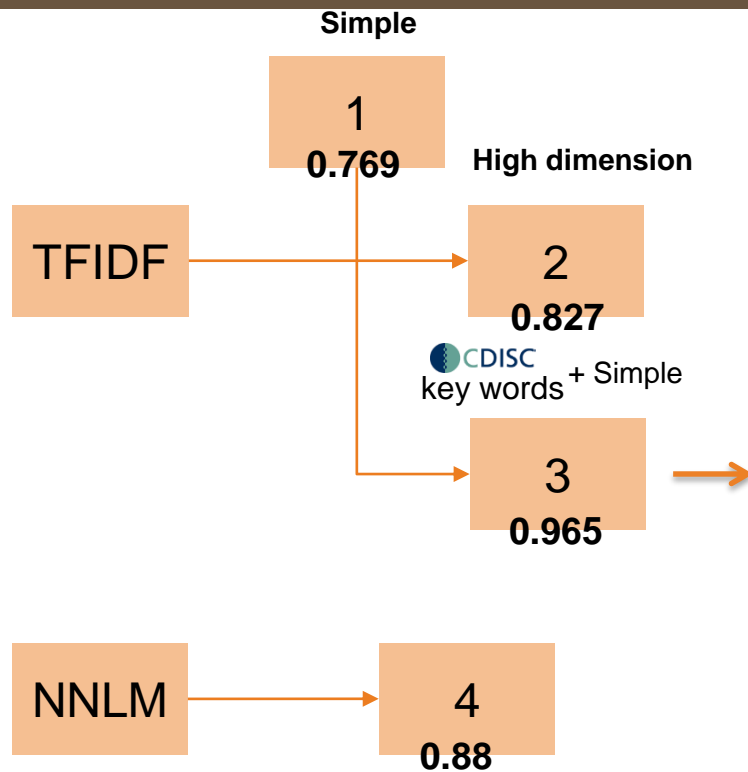 Simple
1
0.769
High dimension
TFIDF
2
0.827
CDISC
key words + Simple
3
0.965
NNLM
4
0.88